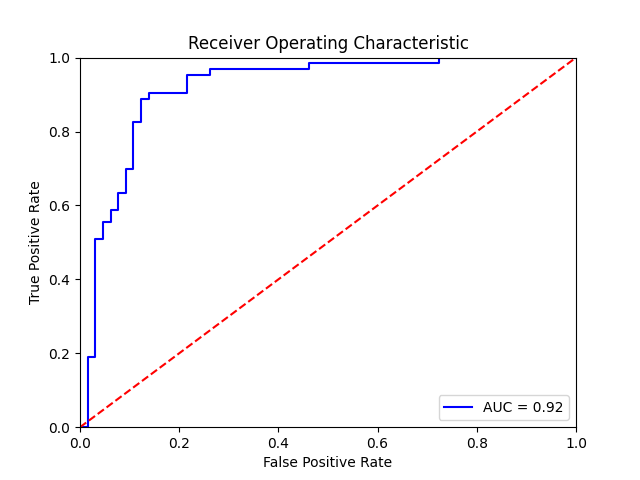 Receiver Operating Characteristic
1.0
0.8
0.6
0.4
0.2
0.0
True Positive Rate
AUC = 0.92
0.0 0.2 0.4 0.6 0.8 1.0
False Positive Rate